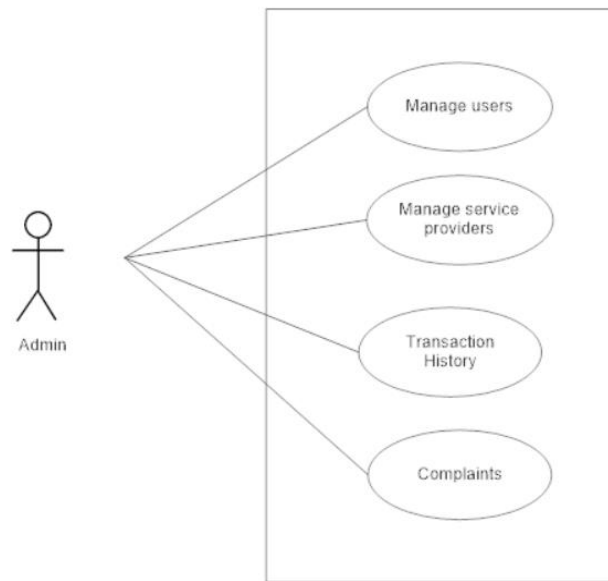 Manage users
Manage service
providers
Admin
Transaction
History
Complaints